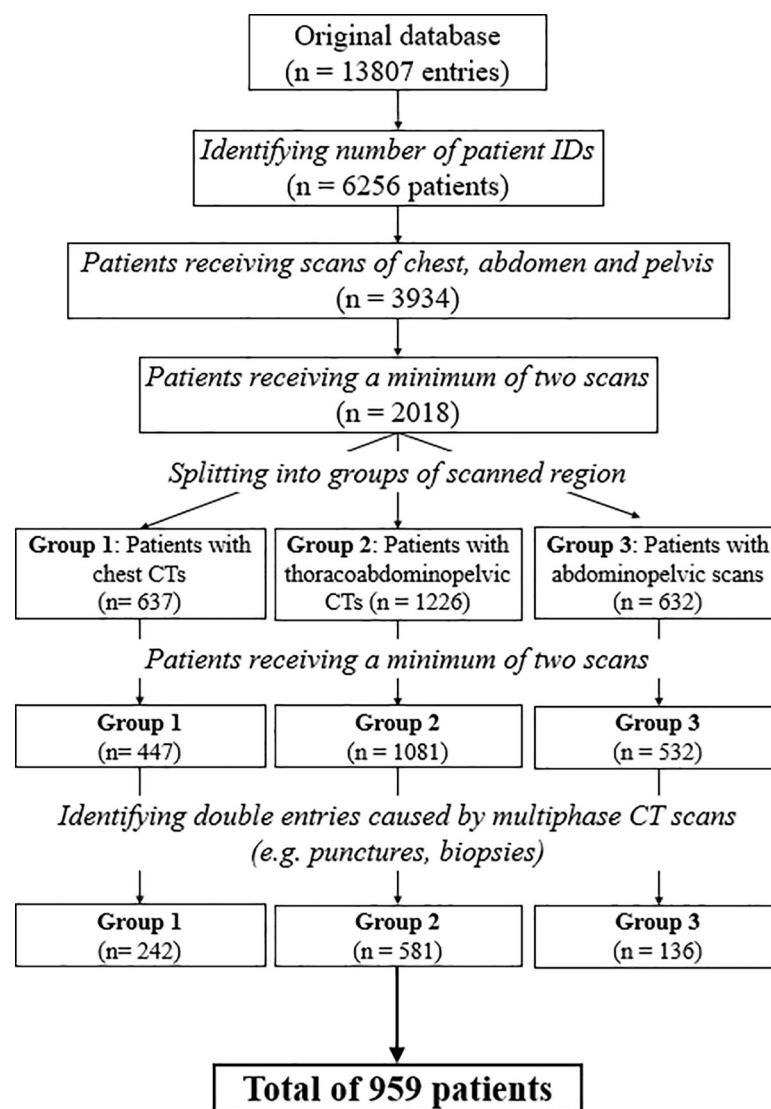 Original database
(n = 13807 entries)
Identifying number of patient IDs
(n = 6256 patients)
Patients receiving scans of chest, abdomen and pelvis
(n = 3934)
Patients receiving a minimum of two scans
(n = 2018)
Splitting into groups of scanned region
Group 1: Patients with
chest CTs
(n= 637)
Group 2: Patients with
thoracoabdominopelvic
CTs (n = 1226)
Group 3: Patients with
abdominopelvic scans
(n = 632)
Patients receiving a minimum of two scans
Group 1
(n= 447)
Group 2
(n = 1081)
Group 3
(n = 532)
Identifying double entries caused by multiphase CT scans
(e.g. punctures, biopsies)
Group 1
(n= 242)
Group 2
(n = 581)
Group 3
(n = 136)
Total of 959 patients